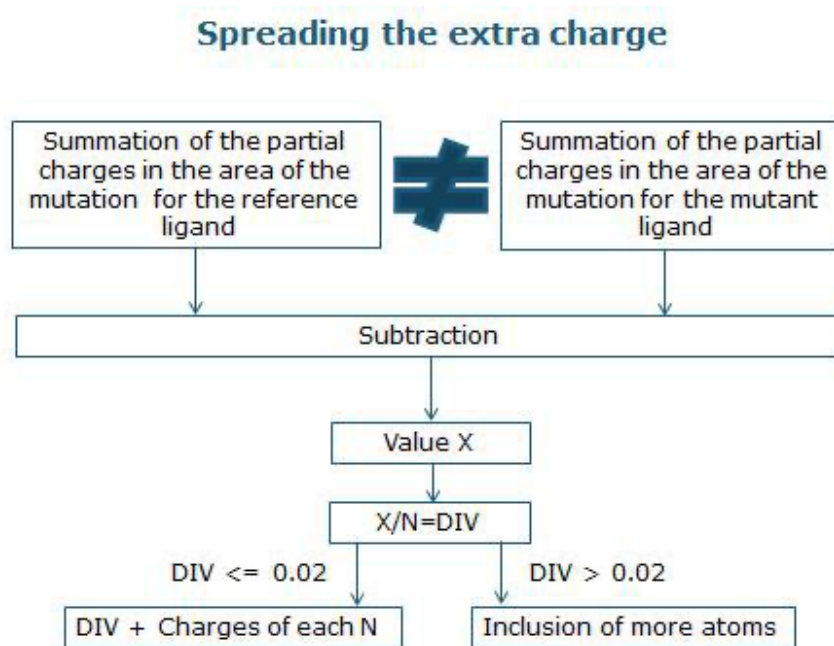 Spreading the extra charge
Summation of the partial
charges in the area of the
mutation for the reference
ligand
≠
Summation of the partial
charges in the area of the
mutation for the mutant
ligand
Subtraction
Value X
X/N=DIV
DIV <= 0.02
DIV > 0.02
DIV + Charges of each N
Inclusion of more atoms